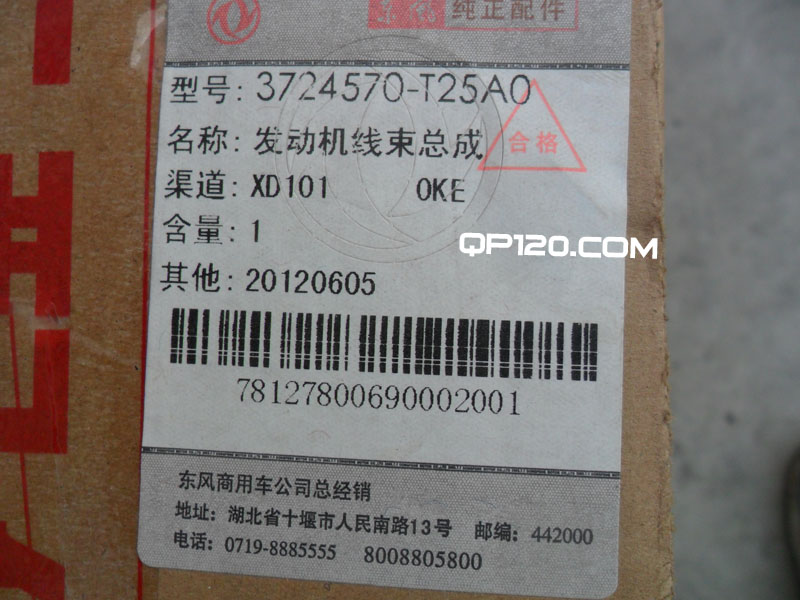 纯正配件
型号: 3724570-T25A0
名称: 发动机线束总成
合格
渠道: XD101 OKE
含量: 1
QP120.COM
其他: 20120605
78127800690002001
东风商用车公司总经销
地址: 湖北省十堰市人民南路13号 邮编: 442000
电话: 0719-8885555 8008805800